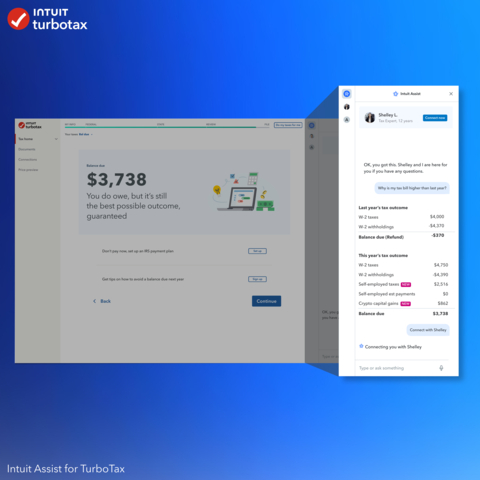 INTUIT
turbotax
Intuit Assist
Shelley L.
Tax Expert 12 years
Connect now
OK, you got this. Shelley and I are here for
you if you have any questions.
Why is my tax bill higher than last year?
Last year's tax outcome
W-2 taxes $4,000
W-2 withholdings -$4,370
Balance due (Refund) -$370
This year's tax outcome
W-2 taxes $4,750
W-2 withholdings -$4,390
Self-employed taxes NEW $2,516
Self-employed est payments $0
Crypto capital gains NEW $862
Balance due $3,738
Connect with Shelley
Connecting you with Shelley
Type or ask something
intuit
turbotax
Tax home
Documents
Balance due
$3,738
You do owe, but it's still
the best possible outcome,
guaranteed
Don't pay now, set up an IRS payment plan
Set up
Get tips on how to avoid a balance due next year
Sign up
Back
Continue
Intuit Assist for TurboTax